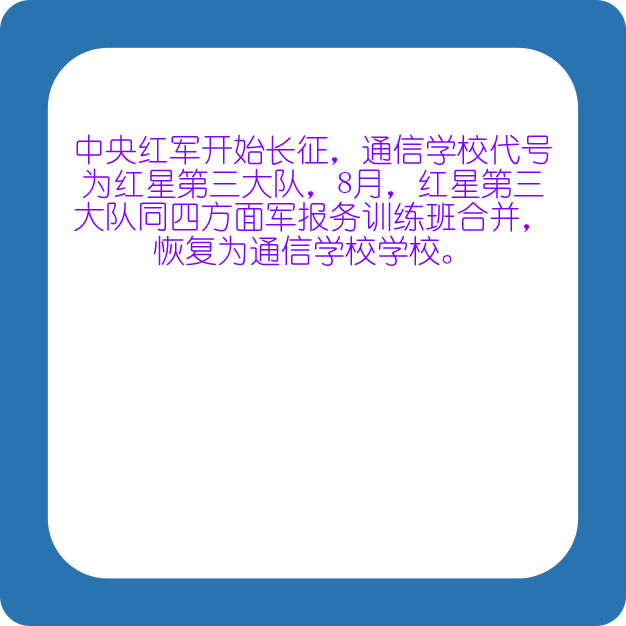 中央红军开始长征，通信学校代号
为红星第三大队，8月，红星第三
大队同四方面军报务训练班合并，
恢复为通信学校学校。